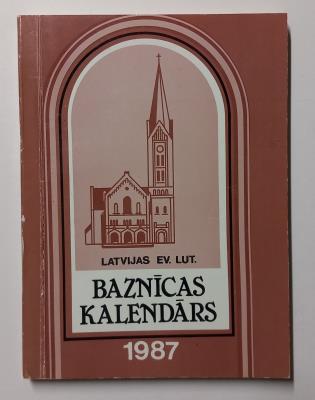 LATVIJAS EV. LUT.
BAZNĪCAS
KALENDĀRS
1987